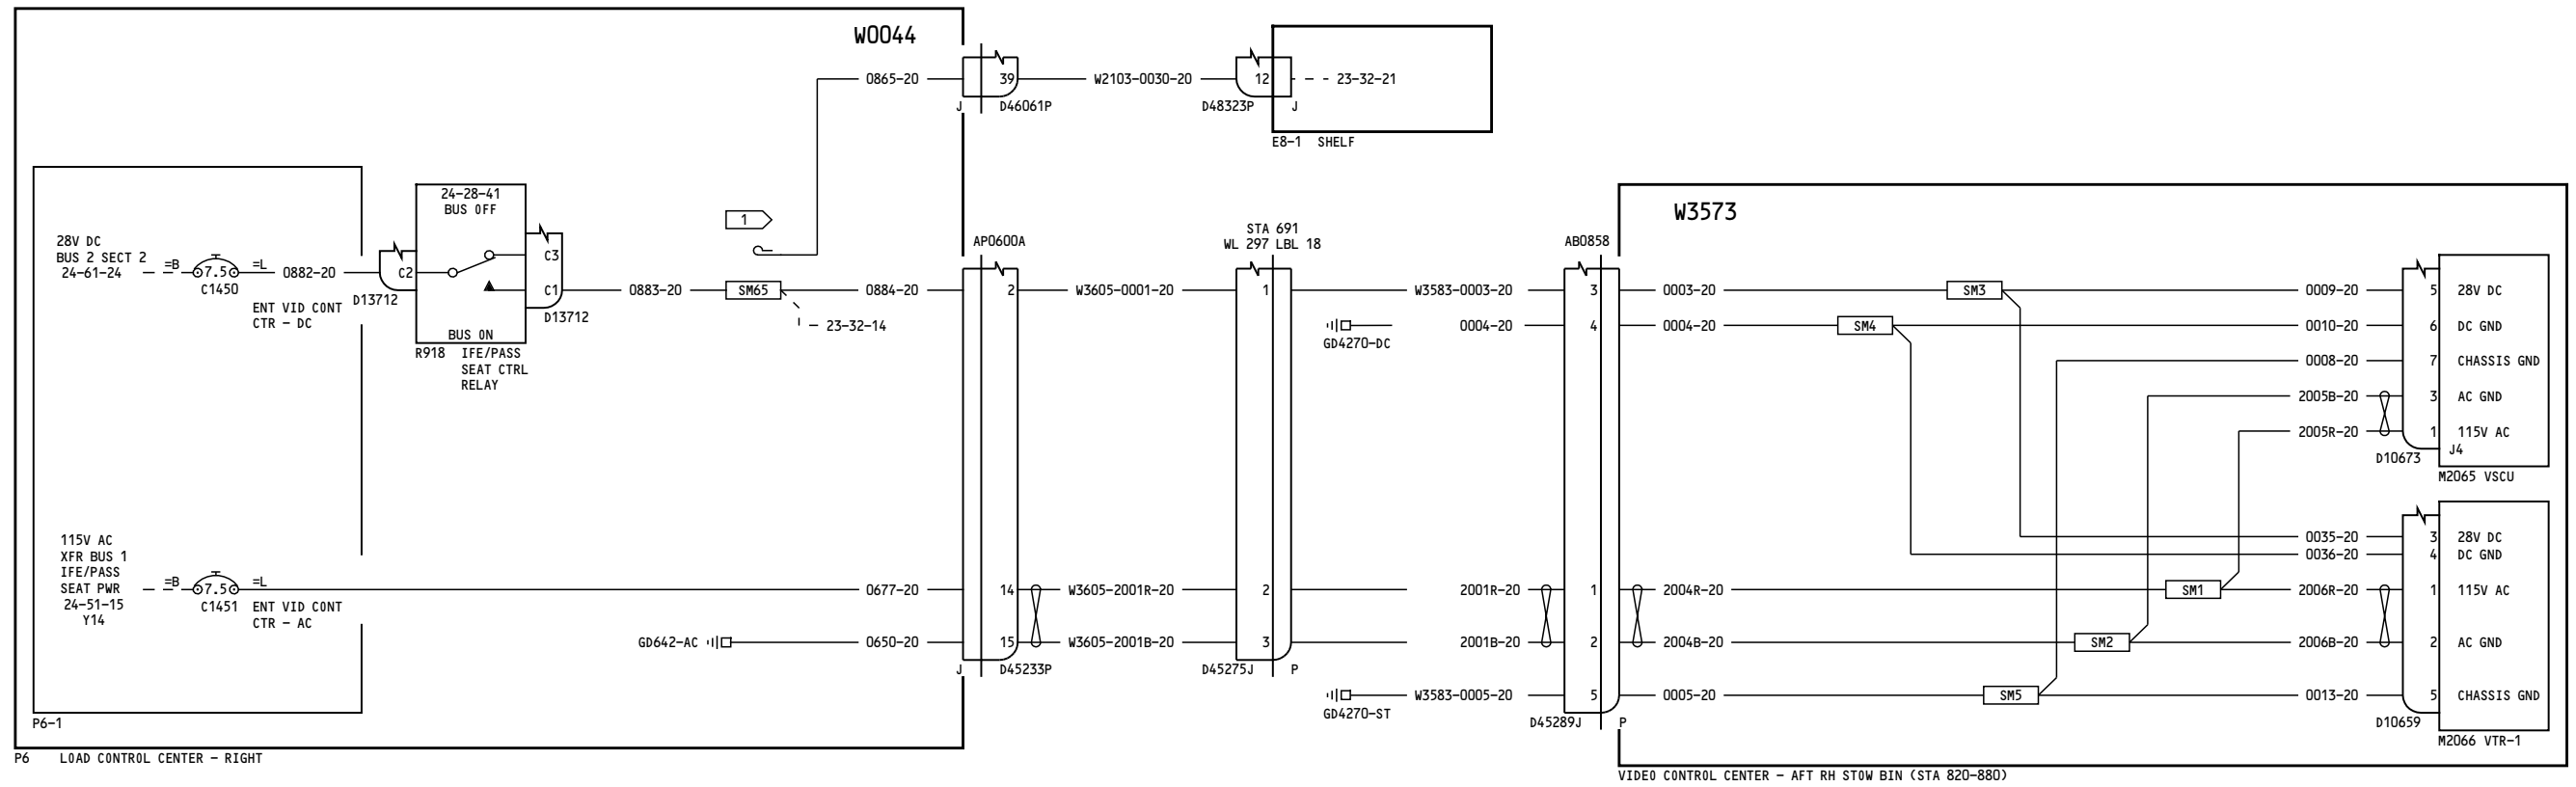 W0044
0865-20
39
J
D46061P
W2103-0030-20
12
D48323P
J
23-32-21
E8-1 SHELF
24-28-41
BUS OFF
28V DC
BUS 2 SECT 2
24-61-24
=B
7.5
=L
C1450
0882-20
ENT VID CONT
CTR - DC
C2
D13712
C3
C1
D13712
BUS ON
R918 IFE/PASS
SEAT CTRL
RELAY
1
0883-20
SM65
0884-20
23-32-14
AP0600A
2
W3605-0001-20
STA 691
WL 297 LBL 18
1
W3583-0003-20
GD4270-DC
0004-20
AB0858
3
4
W3573
0003-20
0004-20
SM3
SM4
0009-20
5
28V DC
0010-20
6
DC GND
0008-20
7
CHASSIS GND
2005B-20
3
AC GND
2005R-20
1
115V AC
J4
D10673
M2065 VSCU
115V AC
XFR BUS 1
IFE/PASS
SEAT PWR
24-51-15
Y14
=B
7.5
=L
C1451
ENT VID CONT
CTR - AC
0677-20
14
W3605-2001R-20
2
2001R-20
1
2004R-20
SM1
GD642-AC
0650-20
15
W3605-2001B-20
3
2001B-20
2
2004B-20
SM2
J
D45233P
D45275J
P
GD4270-ST
W3583-0005-20
5
D45289J
P
0005-20
SM5
0035-20
3
28V DC
0036-20
4
DC GND
2006R-20
1
115V AC
2006B-20
2
AC GND
0013-20
5
CHASSIS GND
D10659
M2066 VTR-1
P6-1
P6 LOAD CONTROL CENTER - RIGHT
VIDEO CONTROL CENTER - AFT RH STOW BIN (STA 820-880)